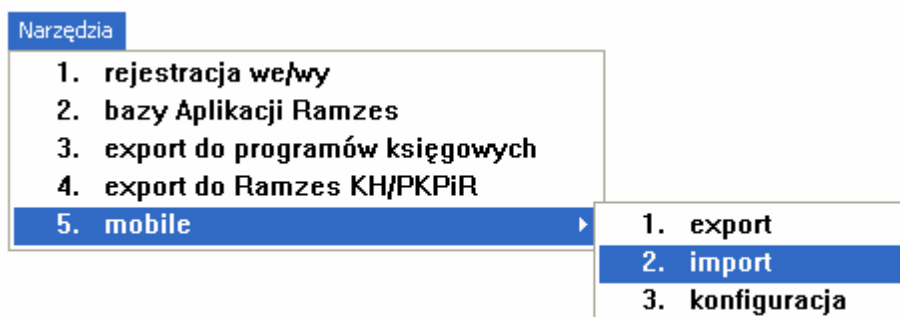 Narzędzia
1. rejestracja we/wy
2. bazy Aplikacji Ramzes
3. export do programów księgowych
4. export do Ramzes KH/PKPiR
5. mobile
1. export
2. import
3. konfiguracja